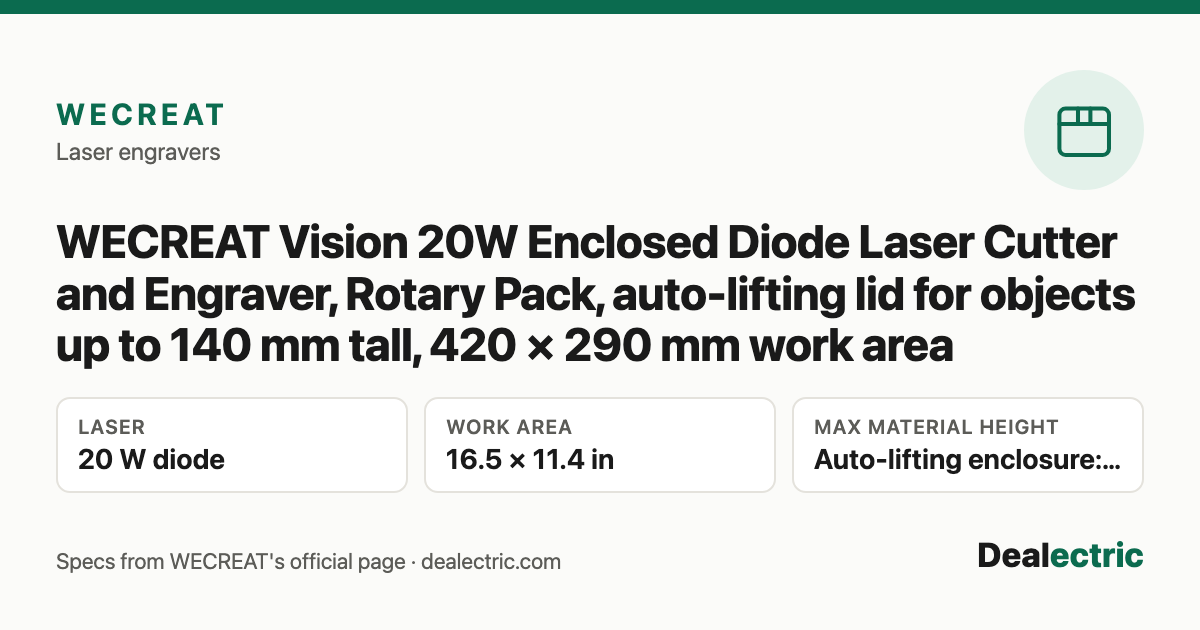 WECREAT
Laser engravers
WECREAT Vision 20W Enclosed Diode Laser Cutter
and Engraver, Rotary Pack, auto-lifting lid for objects
up to 140 mm tall, 420 × 290 mm work area
LASER
20 W diode
WORK AREA
16.5 × 11.4 in
MAX MATERIAL HEIGHT
Auto-lifting enclosure:...
Specs from WECREAT's official page · dealectric.com
Dealectric